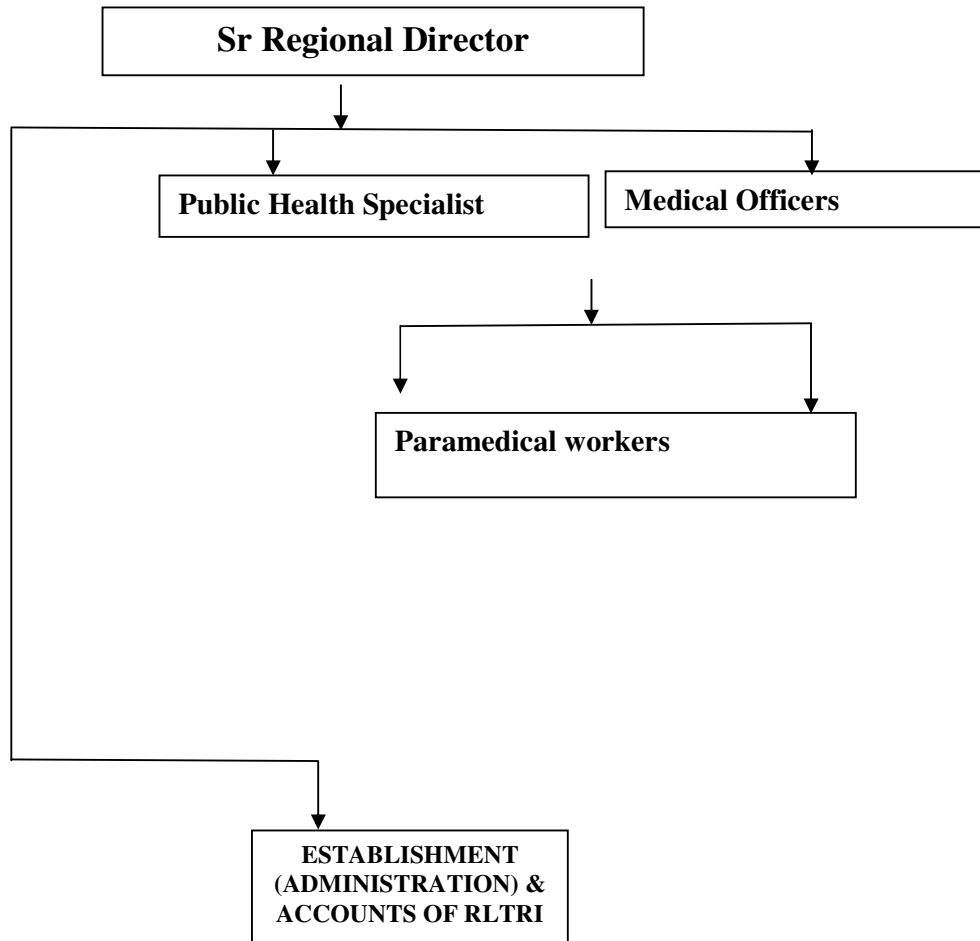 Sr Regional Director
Public Health Specialist
Medical Officers
Paramedical workers
ESTABLISHMENT
(ADMINISTRATION) &
ACCOUNTS OF RLTRI